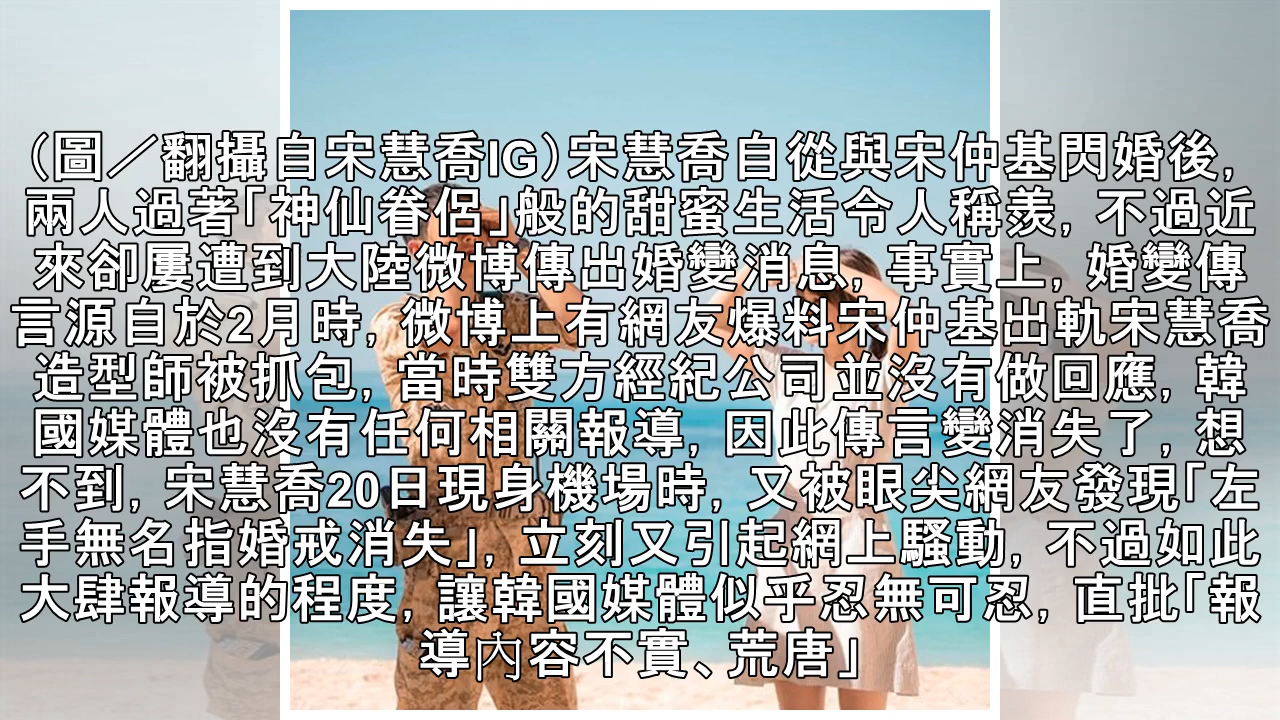 (圖／翻攝自宋慧喬IG)宋慧喬自從與宋仲基閃婚後,
兩人過著「神仙眷侶」般的甜蜜生活令人稱羨, 不過近
來卻屢遭到大陸微博傳出婚變消息, 事實上, 婚變傳
言源自於2月時, 微博上有網友爆料宋仲基出軌宋慧喬
造型師被抓包, 當時雙方經紀公司並沒有做回應, 韓
國媒體也沒有任何相關報導, 因此傳言變消失了, 想
不到, 宋慧喬20日現身機場時, 又被眼尖網友發現「左
手無名指婚戒消失」, 立刻又引起網上騷動, 不過如此
大肆報導的程度, 讓韓國媒體似乎忍無可忍, 直批「報
導內容不實、荒唐」